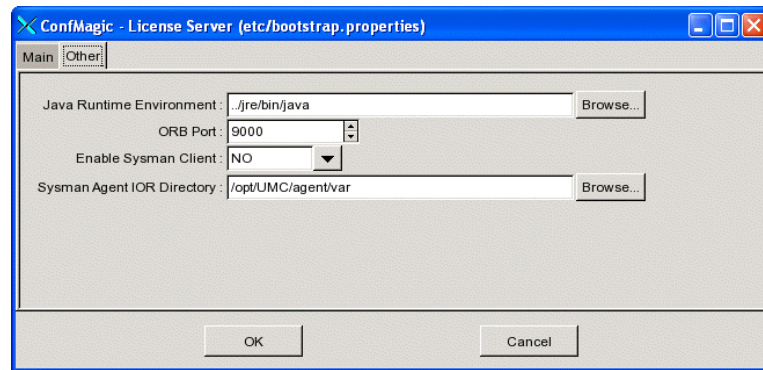 ConfMagic - License Server (etc/bootstrap.properties)
Main Other
Java Runtime Environment : ../jre/bin/java Browse...
ORB Port : 9000
Enable Sysman Client : NO
Sysman Agent IOR Directory : /opt/UMC/agent/var Browse...
OK Cancel